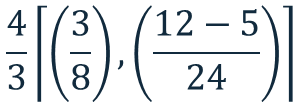 4/3 ⌈(3/8), ((12 − 5)/24)⌉